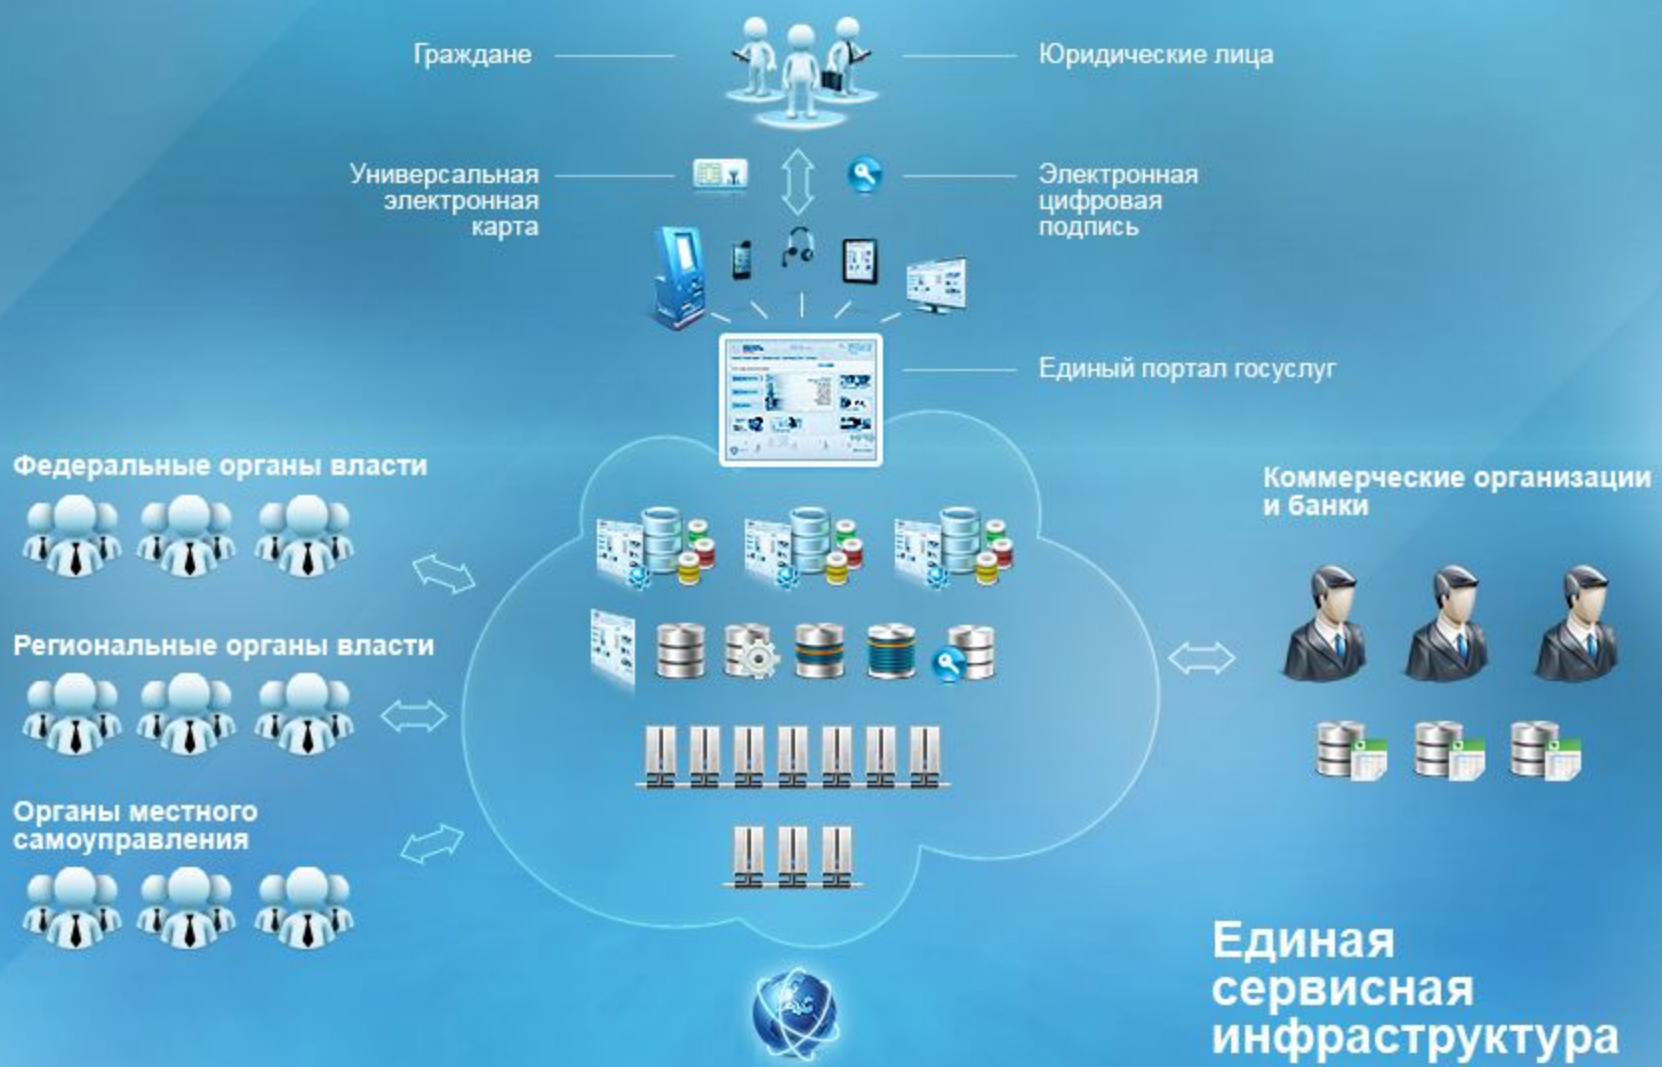 Граждане
Юридические лица
Универсальная
электронная
карта
Электронная
цифровая
подпись
Единый портал госуслуг
Федеральные органы власти
Коммерческие организации
и банки
Региональные органы власти
Органы местного
самоуправления
Единая
сервисная
инфраструктура